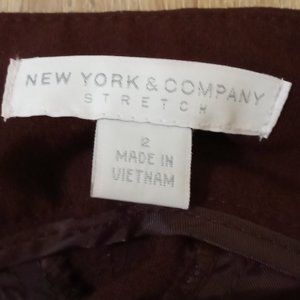 NEW YORK & COMPANY
STRETCH
2
MADE IN
VIETNAM